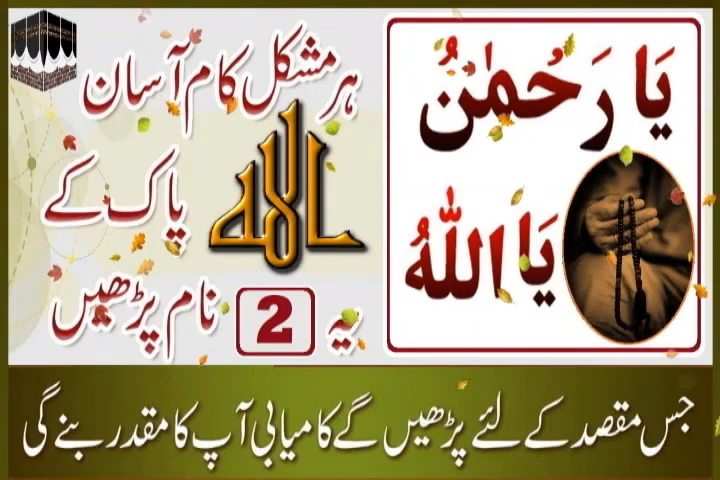 ہر مشکل کام آسان
اللہ پاک کے
یہ 2 نام پڑھیں
یَا رَحْمٰنُ
یَا اللّٰهُ
جس مقصد کے لئے پڑھیں گے کامیابی آپ کا مقدر بنے گی